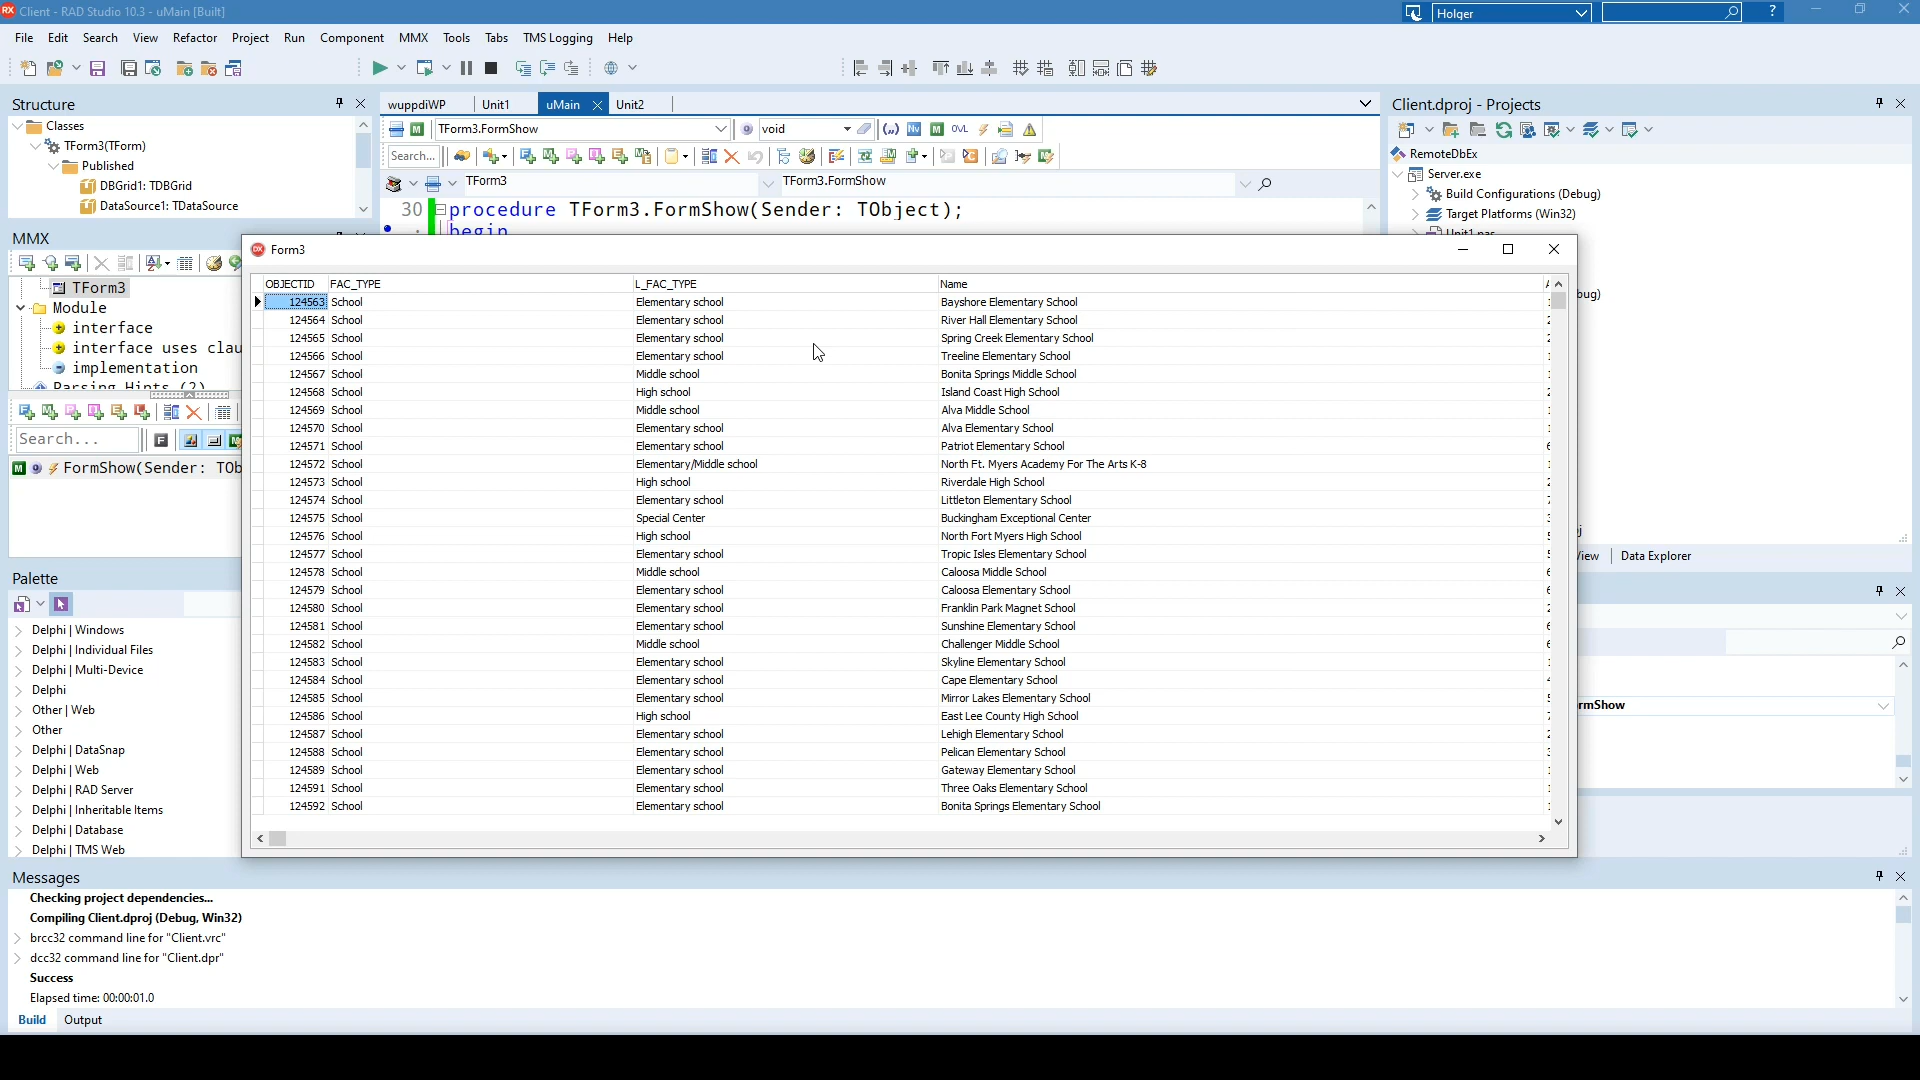 Client - RAD Studio 10.3 - uMain [Built]
Holger
?
File Edit Search View Refactor Project Run Component MMX Tools Tabs TMS Logging Help
Structure
Classes
TForm3(TForm)
Published
DBGrid1: TDBGrid
DataSource1: TDataSource
wuppdiWP Unit1 uMain Unit2
TForm3.FormShow void
Search...
TForm3 TForm3.FormShow
30 procedure TForm3.FormShow(Sender: TObject);
begin
Client.dproj - Projects
RemoteDbEx
Server.exe
Build Configurations (Debug)
Target Platforms (Win32)
Unit1.pas
bug)
MMX
TForm3
Module
interface
interface uses clau
implementation
Parsing Hints (2)
Search...
FormShow(Sender: TOb
Form3
OBJECTID FAC_TYPE L_FAC_TYPE Name
124563 School Elementary school Bayshore Elementary School
124564 School Elementary school River Hall Elementary School
124565 School Elementary school Spring Creek Elementary School
124566 School Elementary school Treeline Elementary School
124567 School Middle school Bonita Springs Middle School
124568 School High school Island Coast High School
124569 School Middle school Alva Middle School
124570 School Elementary school Alva Elementary School
124571 School Elementary school Patriot Elementary School
124572 School Elementary/Middle school North Ft. Myers Academy For The Arts K-8
124573 School High school Riverdale High School
124574 School Elementary school Littleton Elementary School
124575 School Special Center Buckingham Exceptional Center
124576 School High school North Fort Myers High School
124577 School Elementary school Tropic Isles Elementary School
124578 School Middle school Caloosa Middle School
124579 School Elementary school Caloosa Elementary School
124580 School Elementary school Franklin Park Magnet School
124581 School Elementary school Sunshine Elementary School
124582 School Middle school Challenger Middle School
124583 School Elementary school Skyline Elementary School
124584 School Elementary school Cape Elementary School
124585 School Elementary school Mirror Lakes Elementary School
124586 School High school East Lee County High School
124587 School Elementary school Lehigh Elementary School
124588 School Elementary school Pelican Elementary School
124589 School Elementary school Gateway Elementary School
124591 School Elementary school Three Oaks Elementary School
124592 School Elementary school Bonita Springs Elementary School
Data Explorer
rmShow
Palette
Delphi | Windows
Delphi | Individual Files
Delphi | Multi-Device
Delphi
Other | Web
Other
Delphi | DataSnap
Delphi | Web
Delphi | RAD Server
Delphi | Inheritable Items
Delphi | Database
Delphi | TMS Web
Messages
Checking project dependencies...
Compiling Client.dproj (Debug, Win32)
brcc32 command line for "Client.vrc"
dcc32 command line for "Client.dpr"
Success
Elapsed time: 00:00:01.0
Build Output